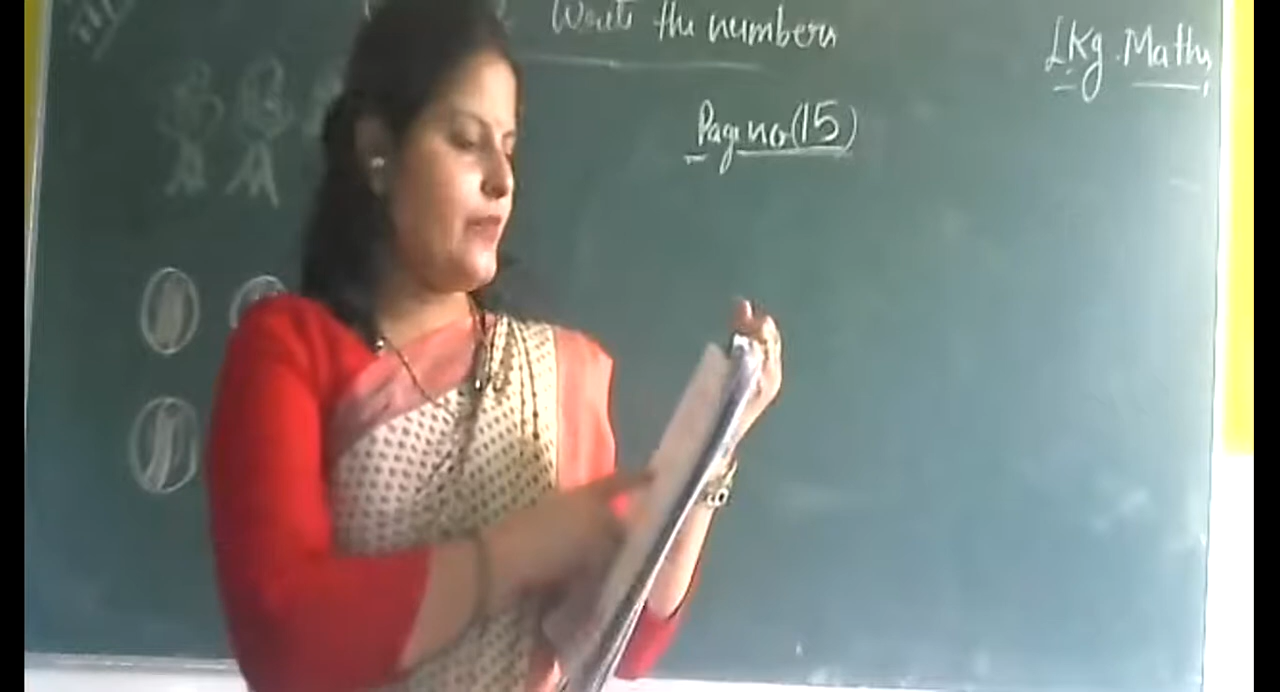 Write the numbers
LKg. Maths
Page no (15)